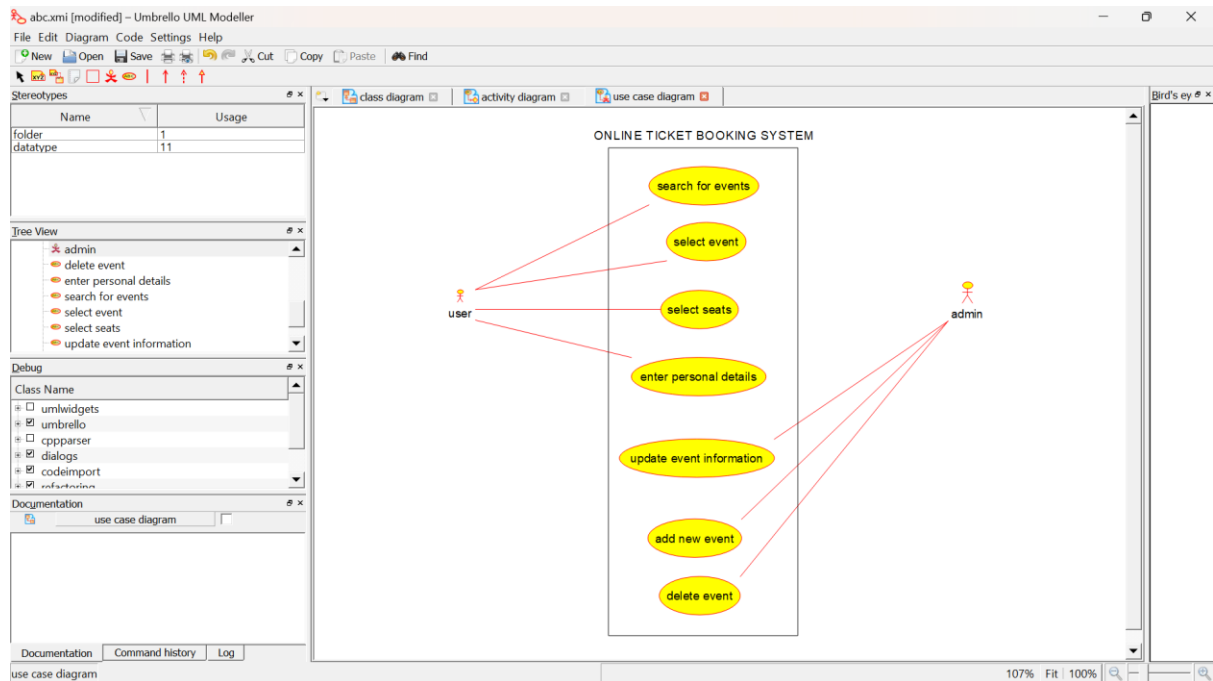 abc.xmi [modified] – Umbrello UML Modeller
File Edit Diagram Code Settings Help
New Open Save Cut Copy Paste Find
Stereotypes
Name Usage
folder 1
datatype 11
Tree View
admin
delete event
enter personal details
search for events
select event
select seats
update event information
Debug
Class Name
umlwidgets
umbrello
cppparser
dialogs
codeimport
refactoring
Documentation
use case diagram
Documentation Command history Log
use case diagram
class diagram activity diagram use case diagram
ONLINE TICKET BOOKING SYSTEM
search for events
select event
select seats
user
admin
enter personal details
update event information
add new event
delete event
Bird's ey
107% Fit 100%